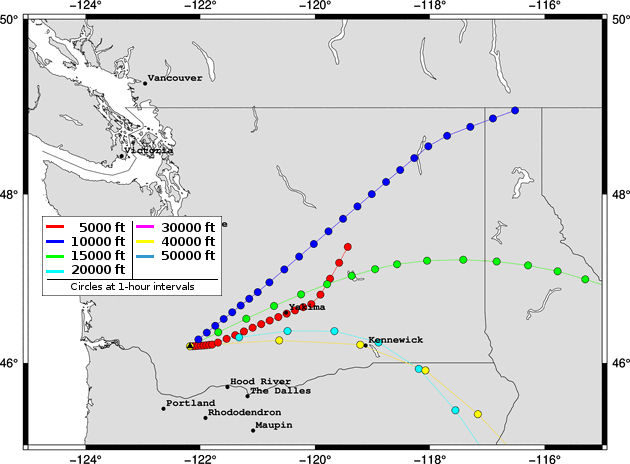 −124° −122° −120° −118° −116°
50° 50°
Vancouver
Victoria
48° 48°
e
5000 ft 30000 ft
10000 ft 40000 ft
15000 ft 50000 ft
20000 ft
Circles at 1-hour intervals
Yakima
Kennewick
46° 46°
Hood River
The Dalles
Portland
Rhododendron
Maupin
−124° −122° −120° −118° −116°